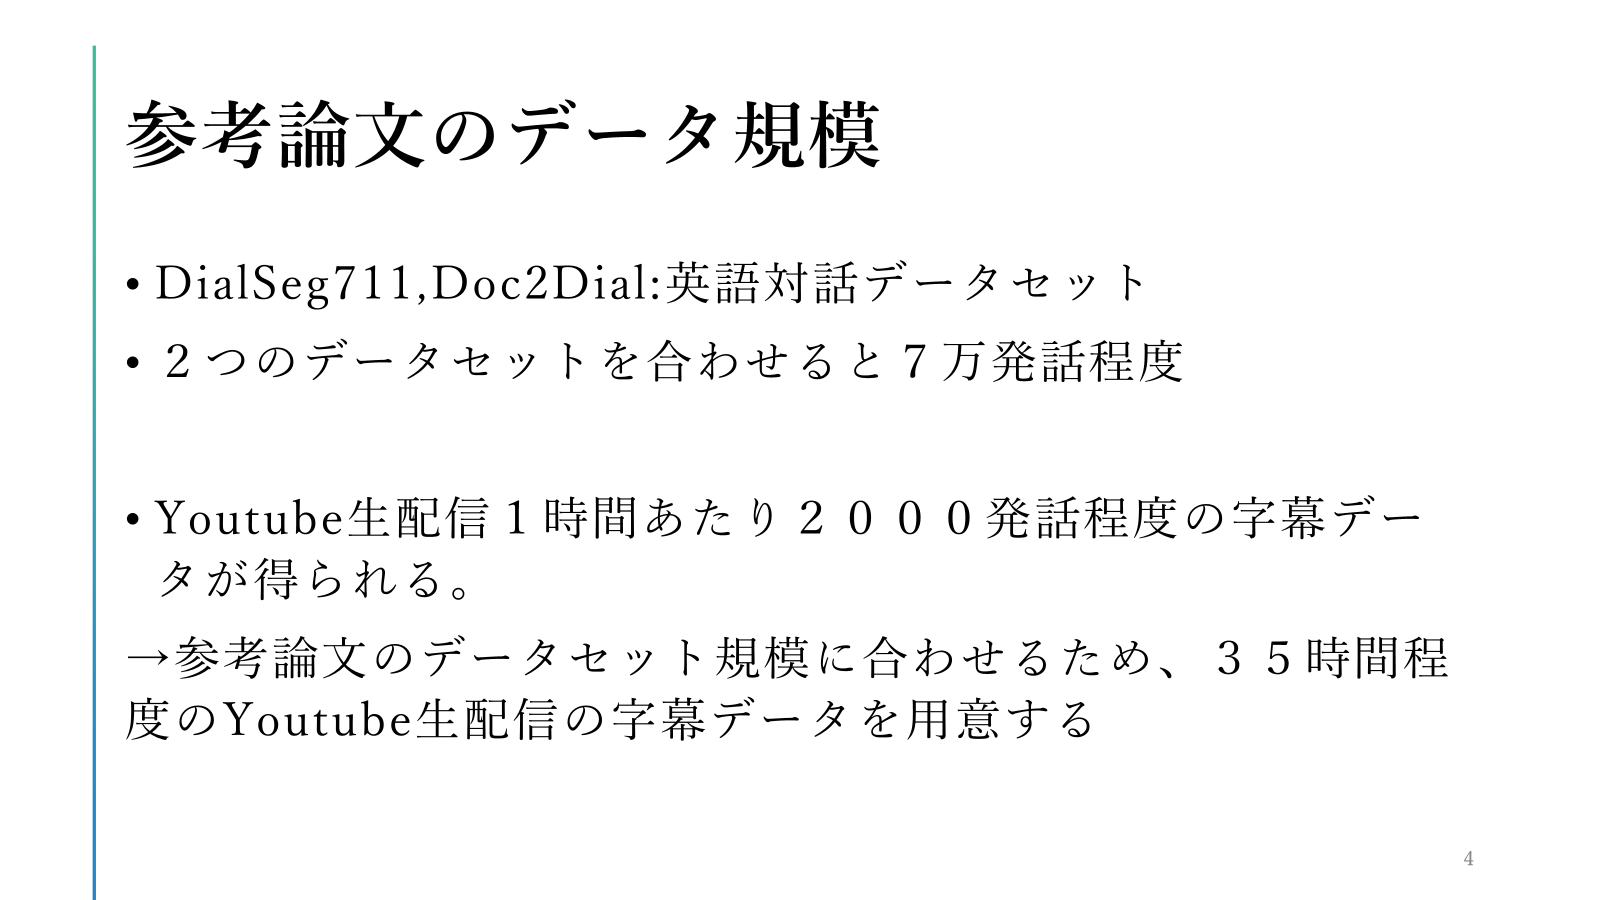 参考論文のデータ規模
• DialSeg711,Doc2Dial:英語対話データセット
• ２つのデータセットを合わせると７万発話程度
• Youtube生配信１時間あたり２０００発話程度の字幕デー
タが得られる。
→参考論文のデータセット規模に合わせるため、３５時間程
度のYoutube生配信の字幕データを用意する
4